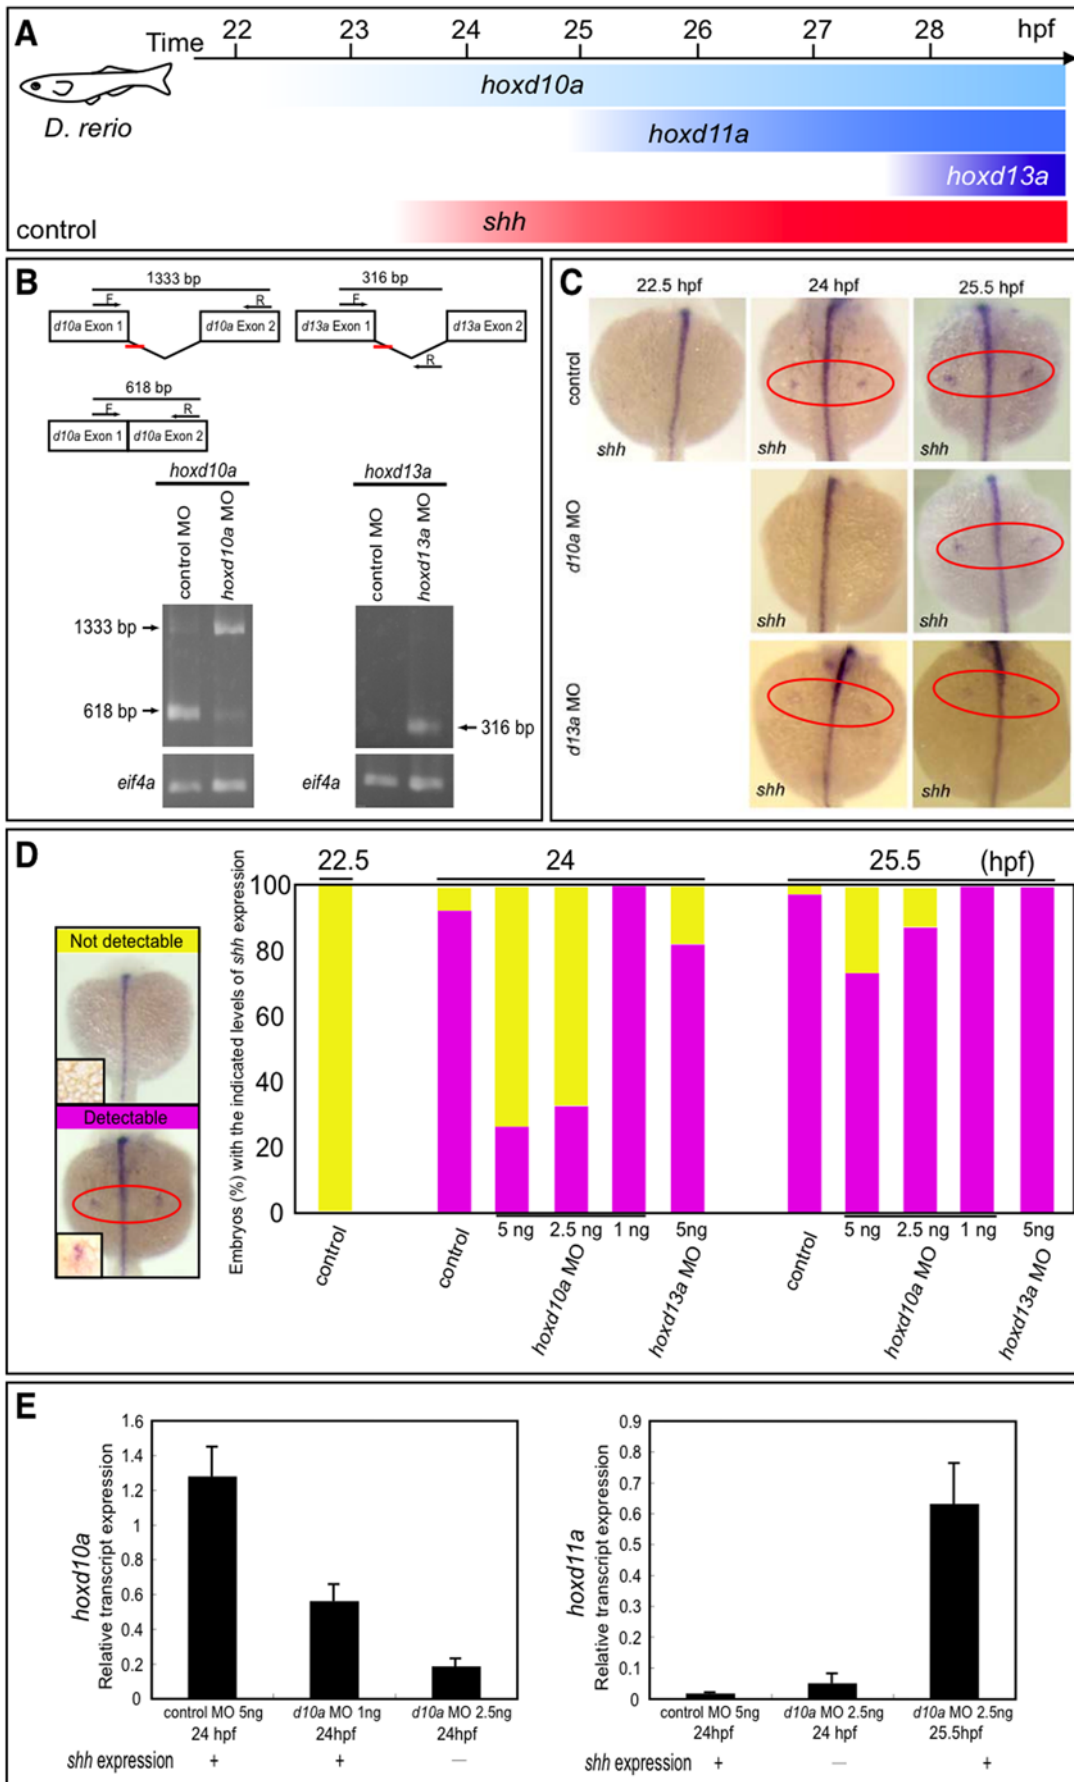 A
Time 22 23 24 25 26 27 28 hpf
hoxd10a
D. rerio
hoxd11a
hoxd13a
control
shh
B
1333 bp
F R
d10a Exon 1 d10a Exon 2
316 bp
F
d13a Exon 1 d13a Exon 2
R
618 bp
F R
d10a Exon 1 d10a Exon 2
hoxd10a
control MO
hoxd10a MO
1333 bp
618 bp
eif4a
hoxd13a
control MO
hoxd13a MO
316 bp
eif4a
C
22.5 hpf 24 hpf 25.5 hpf
control
shh shh shh
d10a MO
shh shh
d13a MO
shh shh
D
Not detectable
Detectable
22.5 24 25.5 (hpf)
Embryos (%) with the indicated levels of shh expression
100
80
60
40
20
0
control
control
5 ng 2.5 ng 1 ng
hoxd10a MO
5ng
hoxd13a MO
control
5 ng 2.5 ng 1 ng
hoxd10a MO
5ng
hoxd13a MO
E
hoxd10a
Relative transcript expression
1.6
1.4
1.2
1
0.8
0.6
0.4
0.2
0
control MO 5ng d10a MO 1ng d10a MO 2.5ng
24 hpf 24hpf 24hpf
shh expression + + —
hoxd11a
Relative transcript expression
0.9
0.8
0.7
0.6
0.5
0.4
0.3
0.2
0.1
0
control MO 5ng d10a MO 2.5ng d10a MO 2.5ng
24hpf 24 hpf 25.5hpf
shh expression + — +